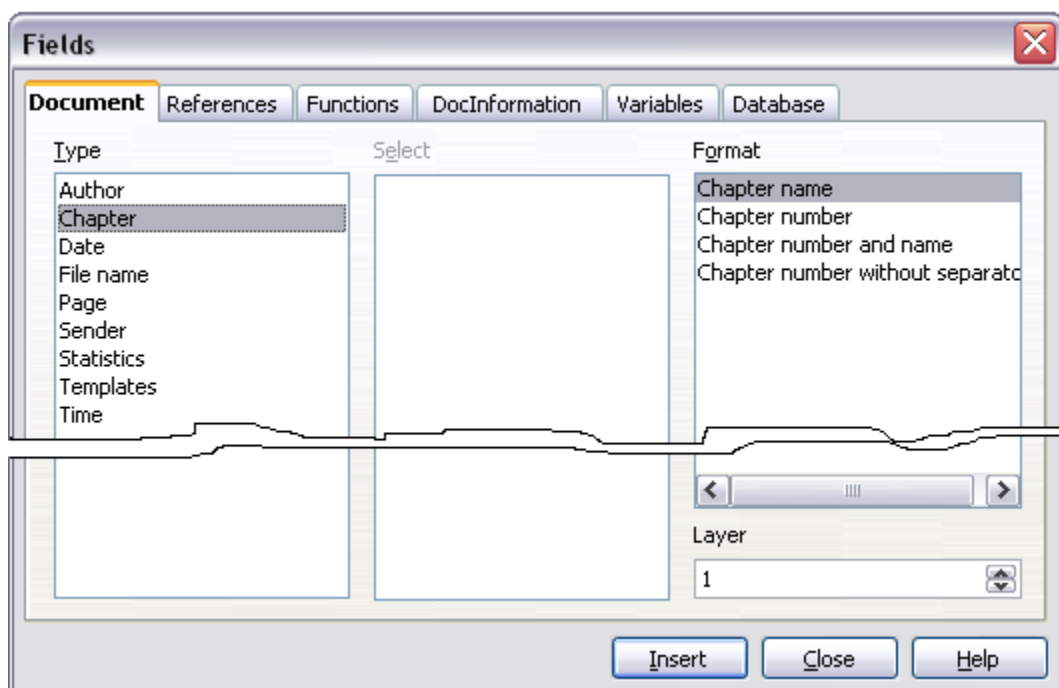 Fields
Document References Functions DocInformation Variables Database
Type
Author
Chapter
Date
File name
Page
Sender
Statistics
Templates
Time
Select
Format
Chapter name
Chapter number
Chapter number and name
Chapter number without separato
Layer
1
Insert Close Help